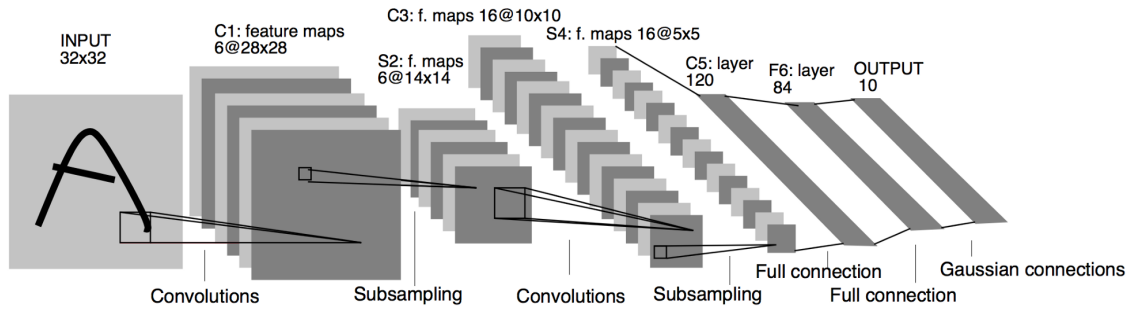 INPUT
32x32
C1: feature maps
6@28x28
S2: f. maps
6@14x14
C3: f. maps 16@10x10
S4: f. maps 16@5x5
C5: layer
120
F6: layer
84
OUTPUT
10
Convolutions
Subsampling
Convolutions
Subsampling
Full connection
Full connection
Gaussian connections